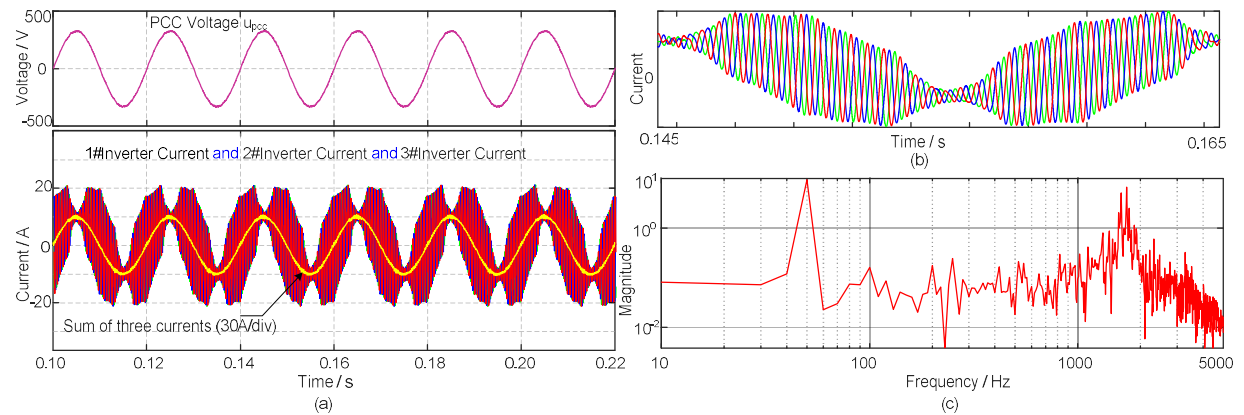 PCC Voltage u_pcc
Voltage / V
500
0
-500
1#Inverter Current and 2#Inverter Current and 3#Inverter Current
Current / A
20
0
-20
Sum of three currents (30A/div)
0.10 0.12 0.14 0.16 0.18 0.20 0.22
Time / s
(a)
Current
0
0.145 0.165
Time / s
(b)
Magnitude
10^1
10^0
10^-2
10 100 1000 5000
Frequency / Hz
(c)